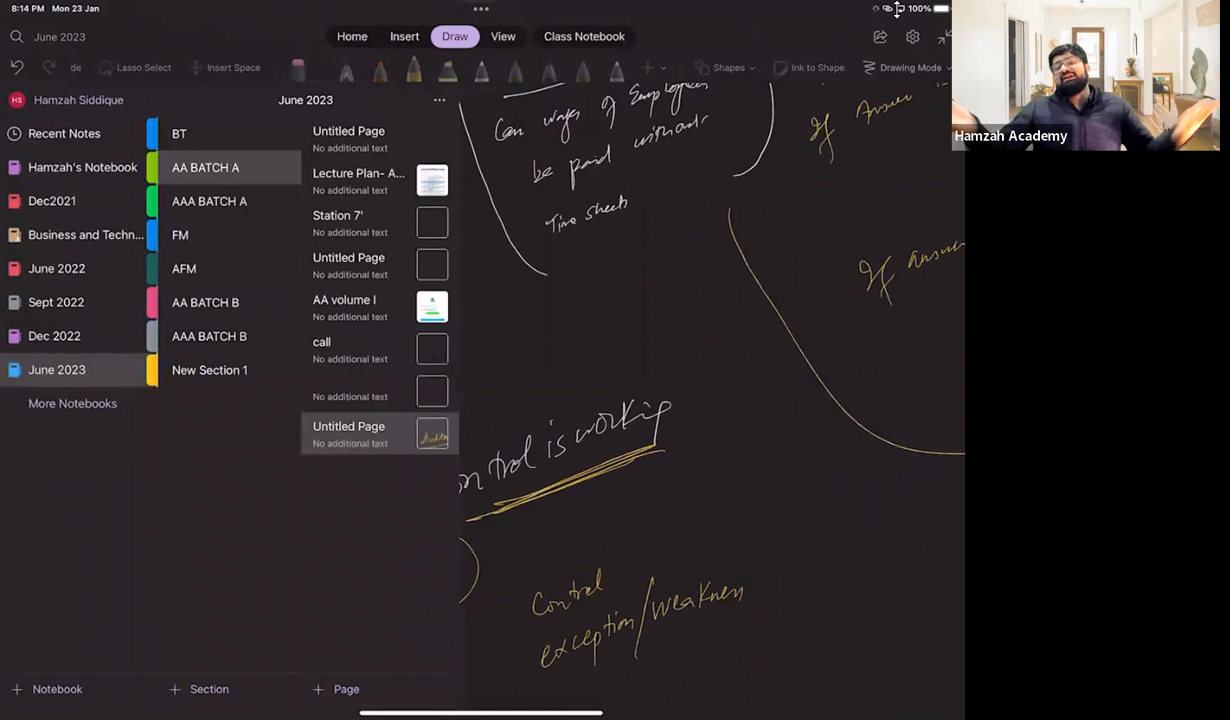 8:14 PM Mon 23 Jan
100%
June 2023
Home
Insert
Draw
View
Class Notebook
de
Lasso Select
Insert Space
Shapes
Ink to Shape
Drawing Mode
HS
Hamzah Siddique
Recent Notes
Hamzah's Notebook
Dec2021
Business and Techn...
June 2022
Sept 2022
Dec 2022
June 2023
More Notebooks
BT
AA BATCH A
AAA BATCH A
FM
AFM
AA BATCH B
AAA BATCH B
New Section 1
June 2023
Untitled Page
No additional text
Lecture Plan- A...
No additional text
Station 7'
No additional text
Untitled Page
No additional text
AA volume I
No additional text
call
No additional text
No additional text
Untitled Page
No additional text
Notebook
Section
Page
Can wages of Employees
be paid without
Time sheets
If Answer
If answer
ontrol is working
Control
exception/weakness
Hamzah Academy